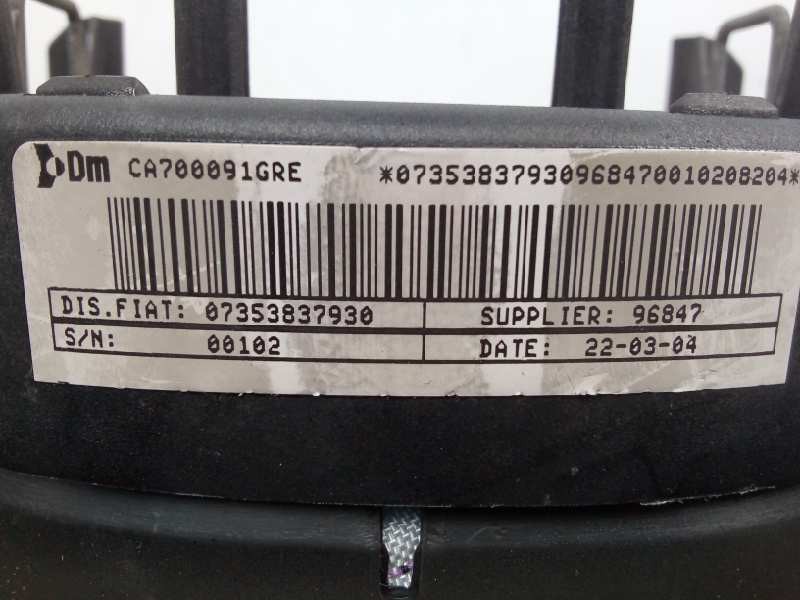 Dm CA700091GRE *07353837930968470010208204*
DIS.FIAT: 07353837930 SUPPLIER: 96847
S/N: 00102 DATE: 22-03-04